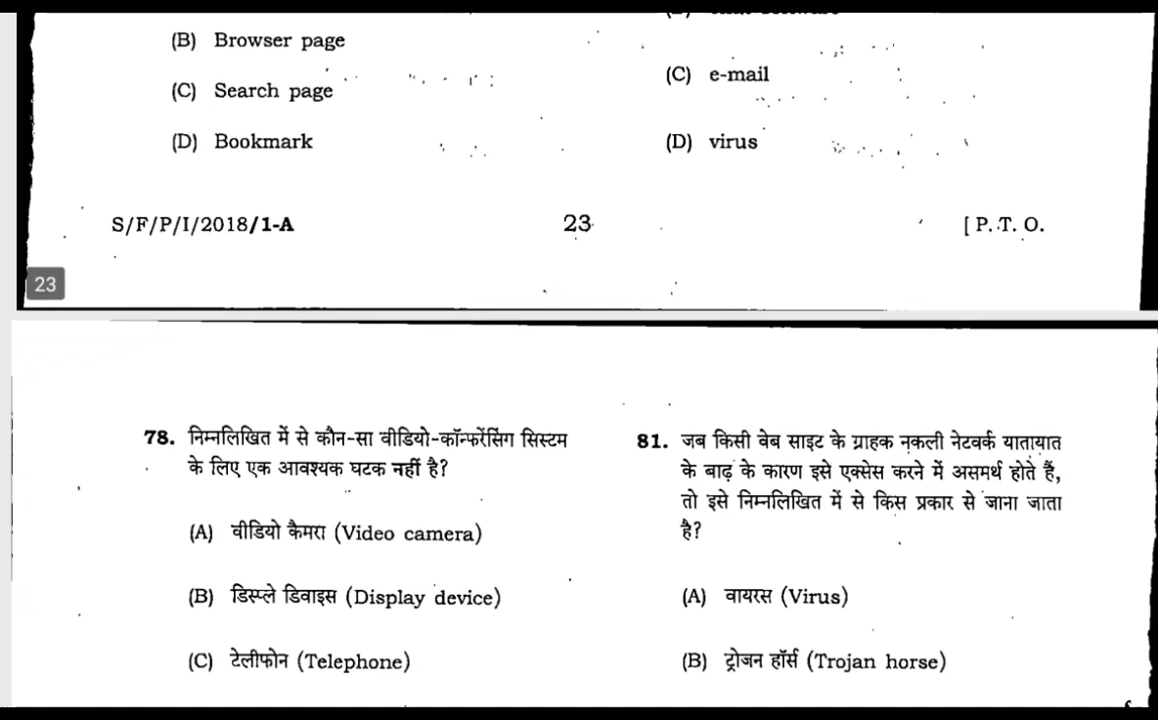 (B) Browser page
(C) Search page
(D) Bookmark
(C) e-mail
(D) virus
S/F/P/I/2018/1-A
23
[ P. T. O.
23
78. निम्नलिखित में से कौन-सा वीडियो-कॉन्फरेंसिंग सिस्टम
के लिए एक आवश्यक घटक नहीं है?
(A) वीडियो कैमरा (Video camera)
(B) डिस्प्ले डिवाइस (Display device)
(C) टेलीफोन (Telephone)
81. जब किसी वेब साइट के ग्राहक नकली नेटवर्क यातायात
के बाढ़ के कारण इसे एक्सेस करने में असमर्थ होते हैं,
तो इसे निम्नलिखित में से किस प्रकार से जाना जाता
है?
(A) वायरस (Virus)
(B) ट्रोजन हॉर्स (Trojan horse)